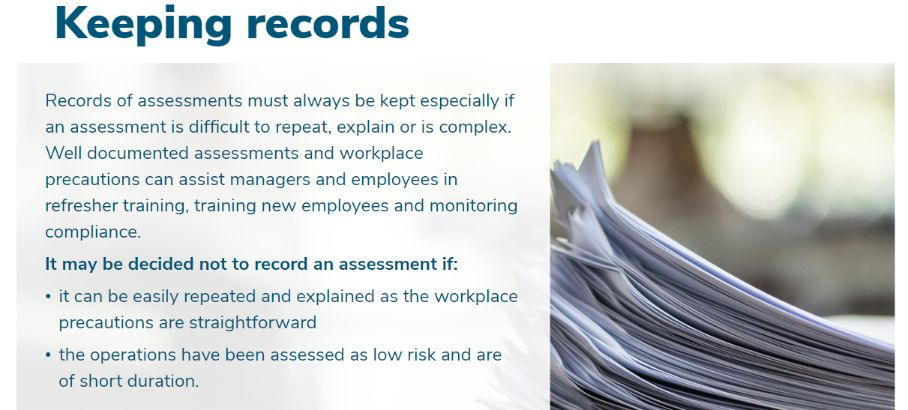 Keeping records
Records of assessments must always be kept especially if
an assessment is difficult to repeat, explain or is complex.
Well documented assessments and workplace
precautions can assist managers and employees in
refresher training, training new employees and monitoring
compliance.
It may be decided not to record an assessment if:
• it can be easily repeated and explained as the workplace
precautions are straightforward
• the operations have been assessed as low risk and are
of short duration.